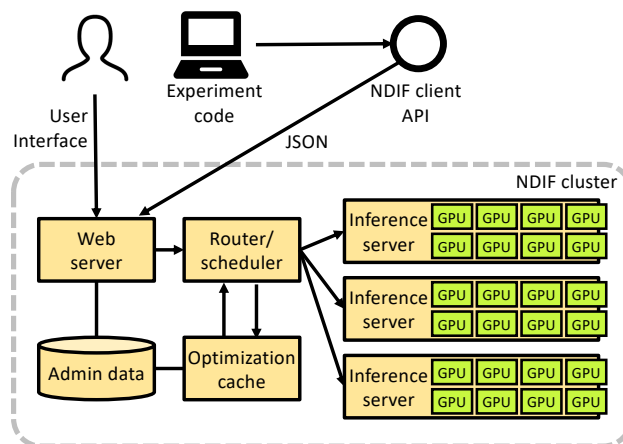 User
Interface
Experiment
code
NDIF client
API
JSON
NDIF cluster
Web
server
Router/
scheduler
Admin data
Optimization
cache
Inference
server
GPU GPU GPU GPU
GPU GPU GPU GPU
Inference
server
GPU GPU GPU GPU
GPU GPU GPU GPU
Inference
server
GPU GPU GPU GPU
GPU GPU GPU GPU